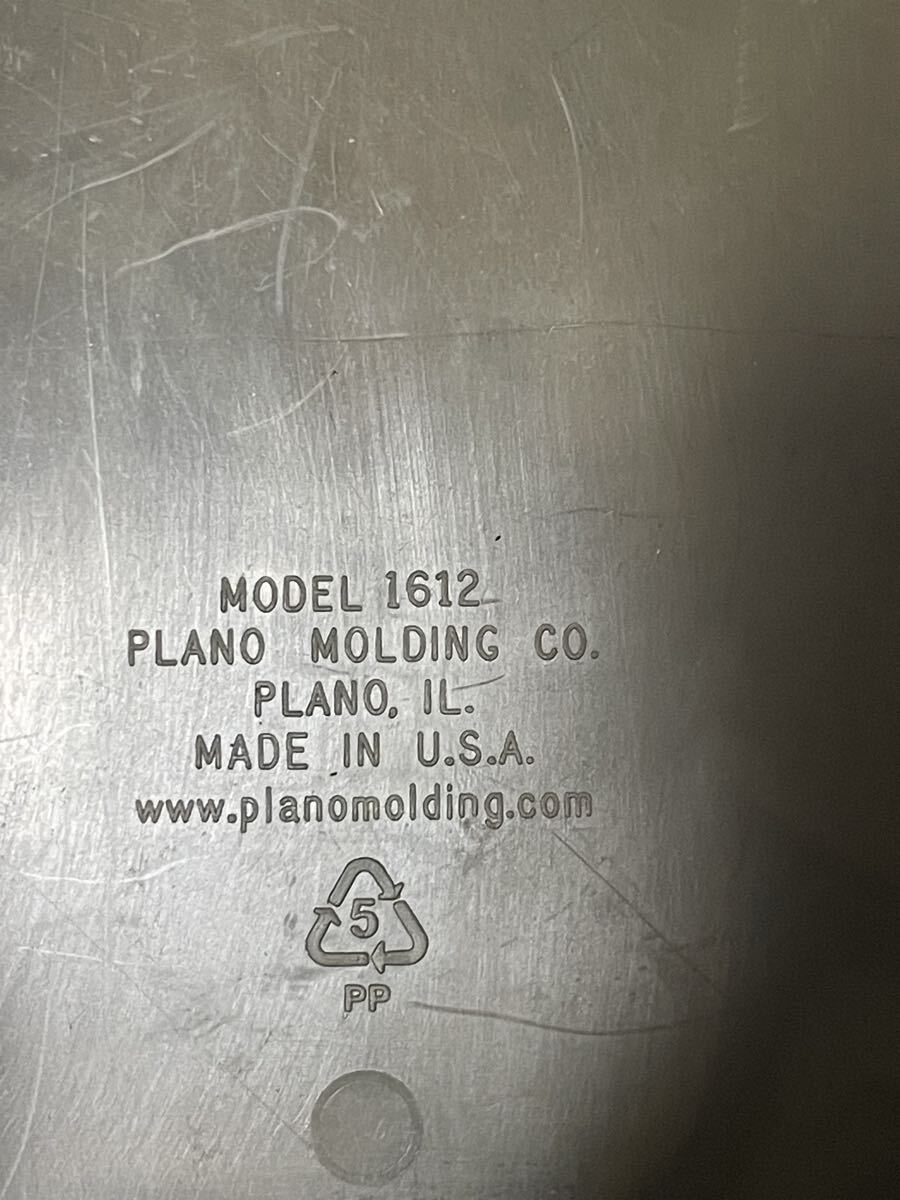 MODEL 1612
PLANO MOLDING CO.
PLANO, IL.
MADE IN U.S.A.
www.planomolding.com
5
PP